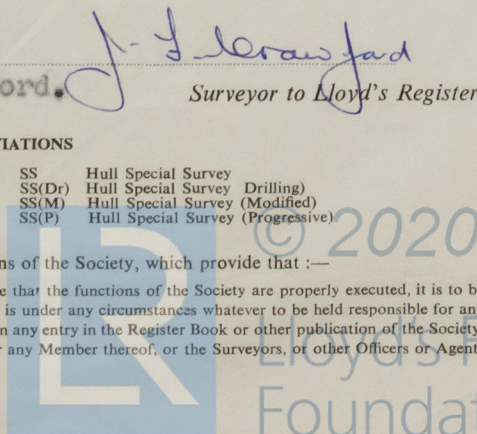 J. F. Crawford
ord.
Surveyor to Lloyd's Register
IATIONS
SS Hull Special Survey
SS(Dr) Hull Special Survey Drilling)
SS(M) Hull Special Survey (Modified)
SS(P) Hull Special Survey (Progressive)
© 2020
ns of the Society, which provide that :—
e that the functions of the Society are properly executed, it is to b
is under any circumstances whatever to be held responsible for any
n any entry in the Register Book or other publication of the Society
r any Member thereof, or the Surveyors, or other Officers or Agent
LR
Lloyd's F
Foundat